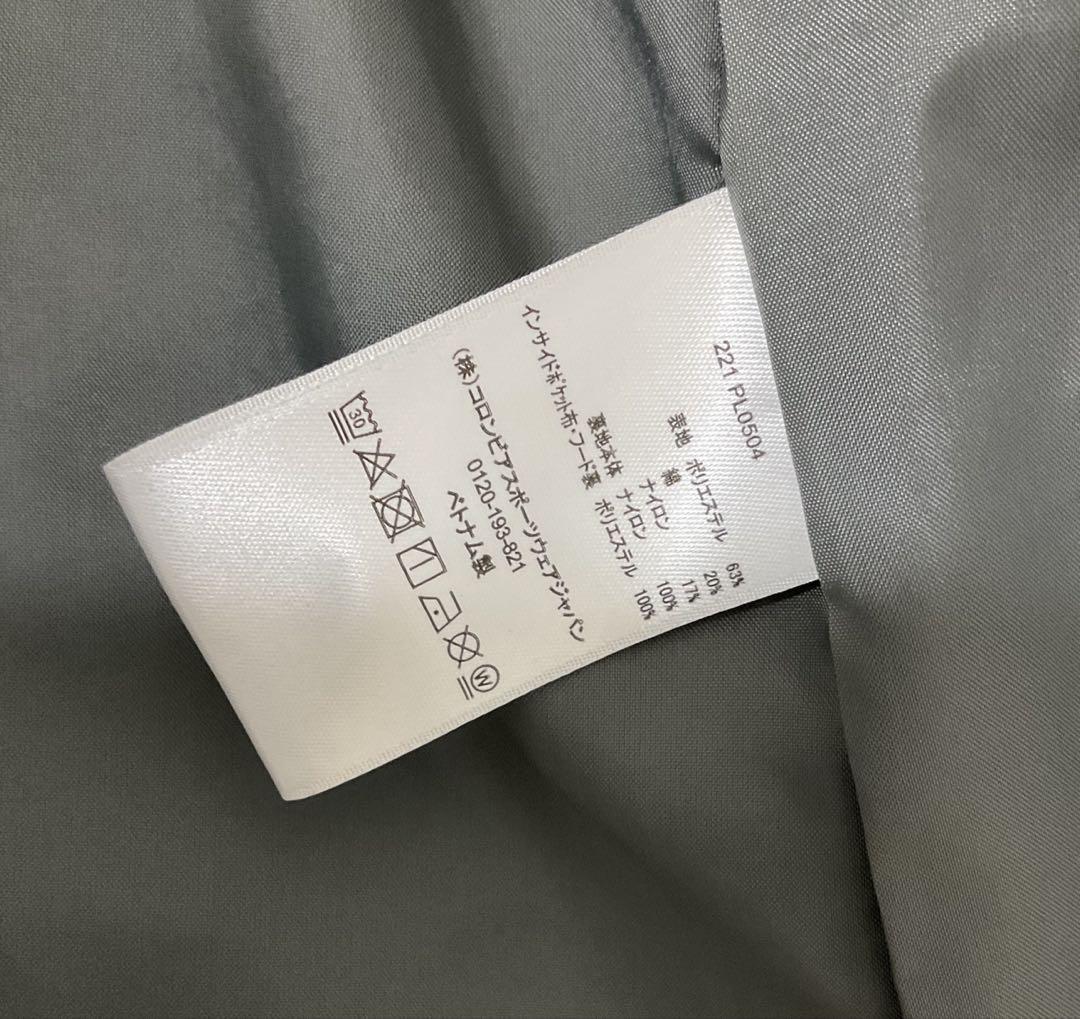 221 PL0504
表地 ポリエステル 63%
綿 20%
ナイロン 17%
裏地本体 ナイロン 100%
インサイドポケット布・フード裏 ポリエステル 100%
(株)コロンビアスポーツウェアジャパン
0120-193-821
ベトナム製
30 W